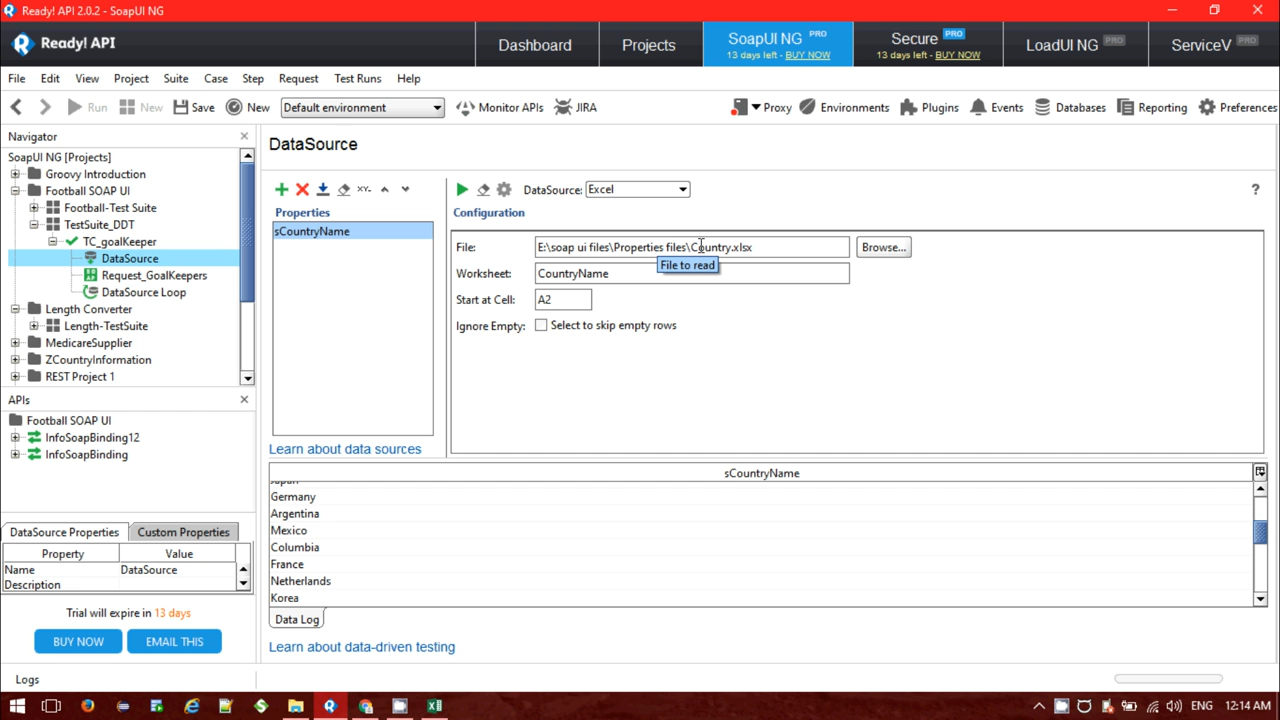 Ready! API 2.0.2 - SoapUI NG
Ready! API
Dashboard
Projects
SoapUI NG PRO
13 days left - BUY NOW
Secure PRO
13 days left - BUY NOW
LoadUI NG PRO
ServiceV PRO
File Edit View Project Suite Case Step Request Test Runs Help
Run New Save New Default environment Monitor APIs JIRA Proxy Environments Plugins Events Databases Reporting Preferences
Navigator
SoapUI NG [Projects]
Groovy Introduction
Football SOAP UI
Football-Test Suite
TestSuite_DDT
TC_goalKeeper
DataSource
Request_GoalKeepers
DataSource Loop
Length Converter
Length-TestSuite
MedicareSupplier
ZCountryInformation
REST Project 1
APIs
Football SOAP UI
InfoSoapBinding12
InfoSoapBinding
DataSource Properties Custom Properties
Property Value
Name DataSource
Description
Trial will expire in 13 days
BUY NOW EMAIL THIS
DataSource
XY- DataSource: Excel ?
Properties
sCountryName
Learn about data sources
Configuration
File: E:\soap ui files\Properties files\Country.xlsx Browse...
File to read
Worksheet: CountryName
Start at Cell: A2
Ignore Empty: Select to skip empty rows
sCountryName
Japan
Germany
Argentina
Mexico
Columbia
France
Netherlands
Korea
Data Log
Learn about data-driven testing
Logs
ENG 12:14 AM